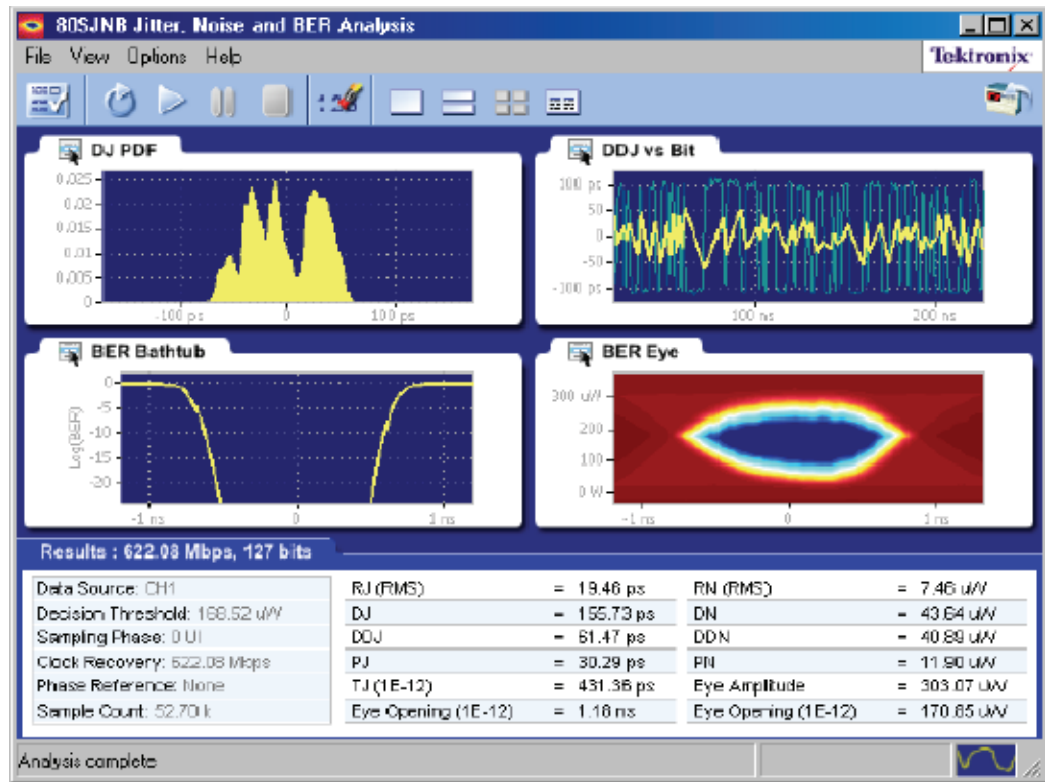 80SJNB Jitter, Noise and BER Analysis
File View Options Help
Tektronix
DJ PDF
0.025
0.02
0.015
0.01
0.005
0
-100 ps 0 100 ps
DDJ vs Bit
100 ps
50
0
-50
-100 ps
100 ns 200 ns
BER Bathtub
Log(BER)
0
-5
-10
-15
-20
-1 ns 0 1 ns
BER Eye
300 uW
200
100
0 W
-1 ns 0 1 ns
Results : 622.08 Mbps, 127 bits
Data Source: CH1
Decision Threshold: 168.52 uW
Sampling Phase: 0 UI
Clock Recovery: 622.08 Mbps
Phase Reference: None
Sample Count: 52.70 k
RJ (RMS) = 19.46 ps
DJ = 155.73 ps
DDJ = 61.47 ps
PJ = 30.29 ps
TJ (1E-12) = 431.36 ps
Eye Opening (1E-12) = 1.18 ns
RN (RMS) = 7.46 uW
DN = 43.64 uW
DDN = 40.89 uW
PN = 11.90 uW
Eye Amplitude = 303.07 uW
Eye Opening (1E-12) = 170.85 uW
Analysis complete